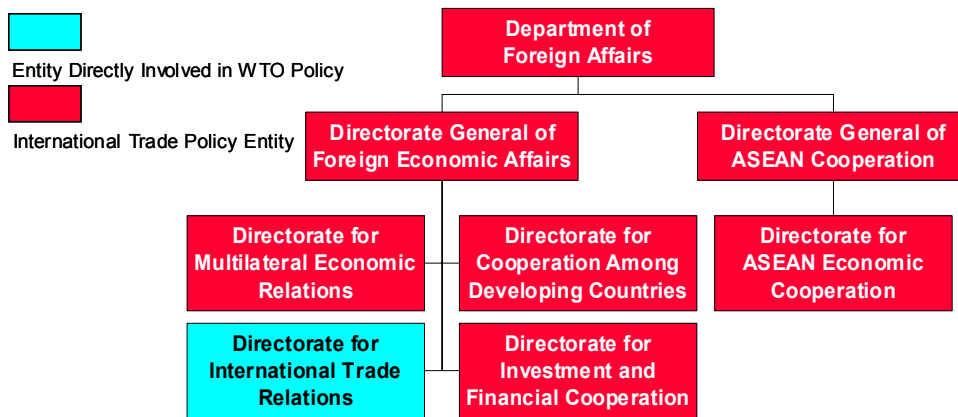 Entity Directly Involved in WTO Policy
International Trade Policy Entity
Department of
Foreign Affairs
Directorate General of
Foreign Economic Affairs
Directorate General of
ASEAN Cooperation
Directorate for
Multilateral Economic
Relations
Directorate for
Cooperation Among
Developing Countries
Directorate for
ASEAN Economic
Cooperation
Directorate for
International Trade
Relations
Directorate for
Investment and
Financial Cooperation